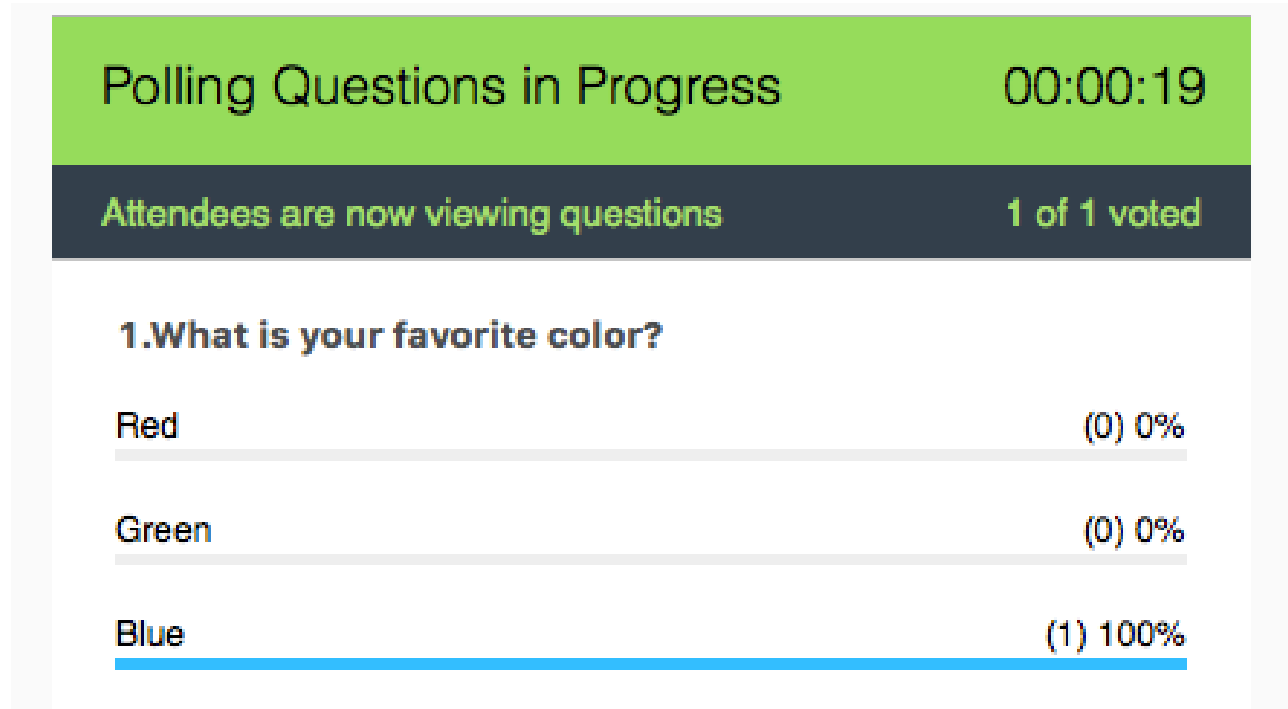 Polling Questions in Progress 00:00:19
Attendees are now viewing questions 1 of 1 voted
1.What is your favorite color?
Red (0) 0%
Green (0) 0%
Blue (1) 100%